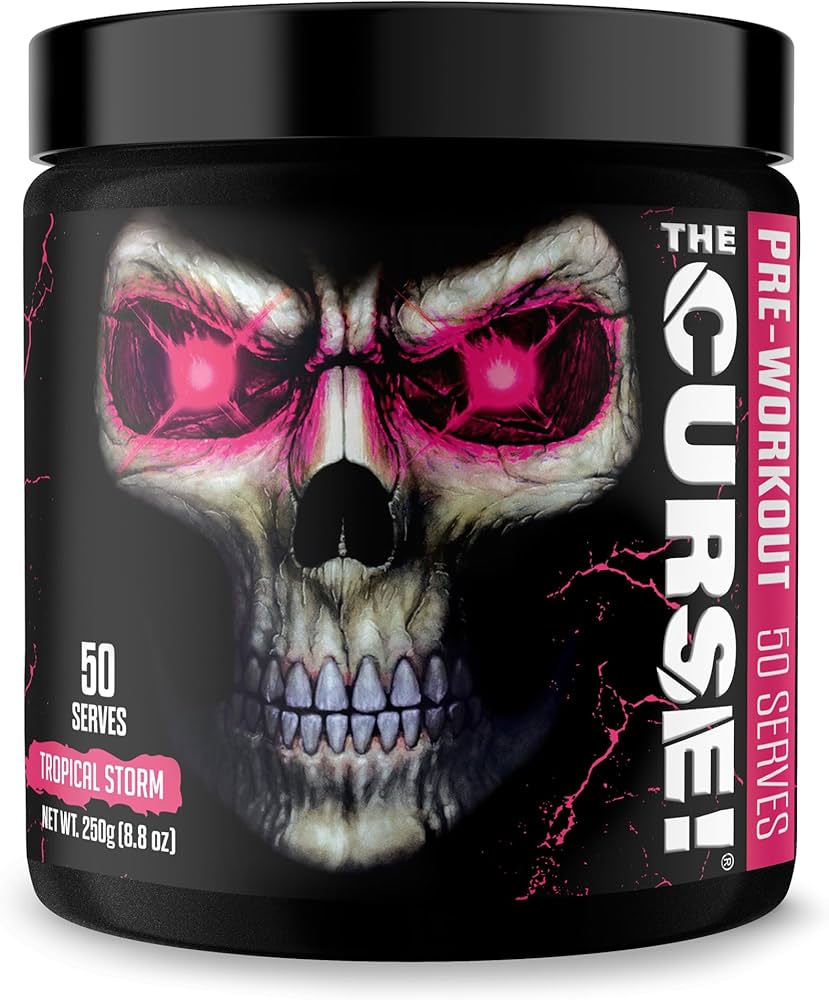 THE
CURSE!®
PRE-WORKOUT 50 SERVES
50
SERVES
TROPICAL STORM
NET WT. 250g (8.8 oz)